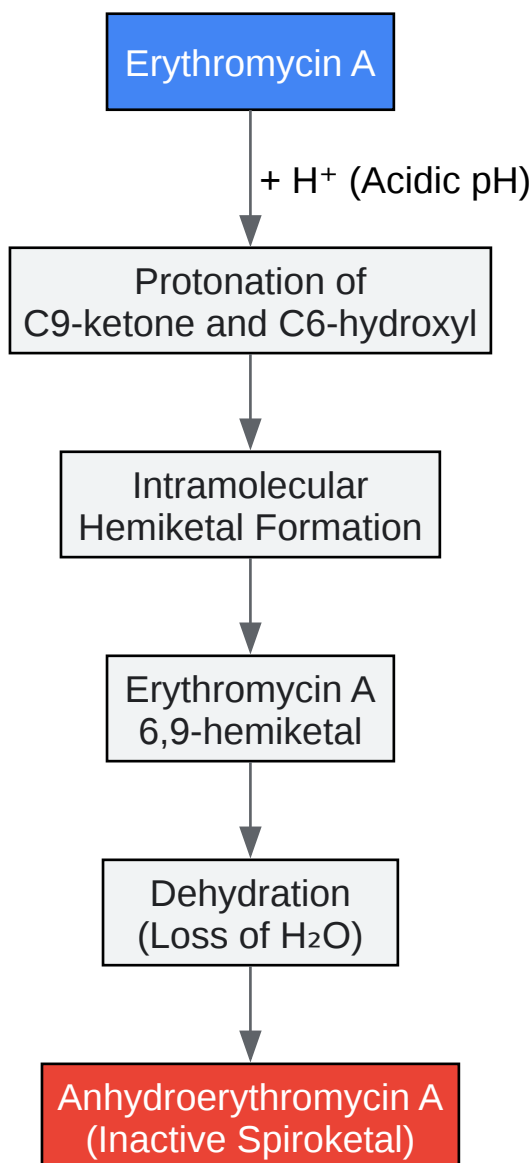 Erythromycin A
+ H⁺ (Acidic pH)
Protonation of
C9-ketone and C6-hydroxyl
Intramolecular
Hemiketal Formation
Erythromycin A
6,9-hemiketal
Dehydration
(Loss of H₂O)
Anhydroerythromycin A
(Inactive Spiroketal)